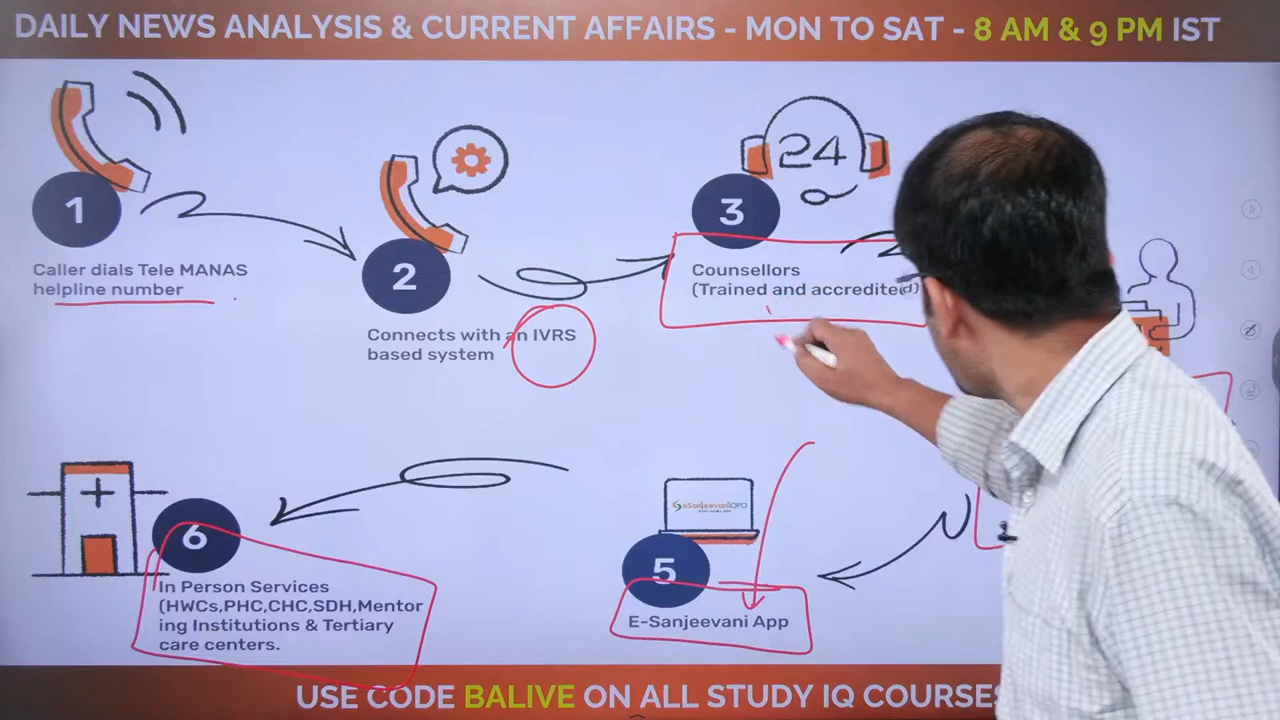 DAILY NEWS ANALYSIS & CURRENT AFFAIRS - MON TO SAT - 8 AM & 9 PM IST
1
Caller dials Tele MANAS
helpline number
2
Connects with an IVRS
based system
24
3
Counsellors
(Trained and accredited)
5
eSanjeevaniOPD
E-Sanjeevani App
6
In Person Services
(HWCs,PHC,CHC,SDH,Mentor
ing Institutions & Tertiary
care centers.
USE CODE BALIVE ON ALL STUDY IQ COURSES